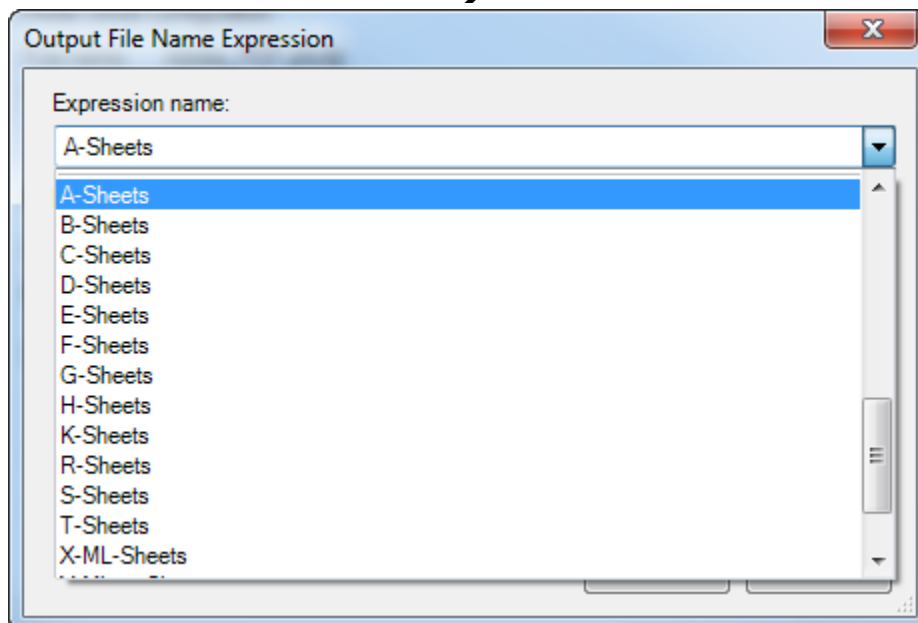 Output File Name Expression
Expression name:
A-Sheets
A-Sheets
B-Sheets
C-Sheets
D-Sheets
E-Sheets
F-Sheets
G-Sheets
H-Sheets
K-Sheets
R-Sheets
S-Sheets
T-Sheets
X-ML-Sheets